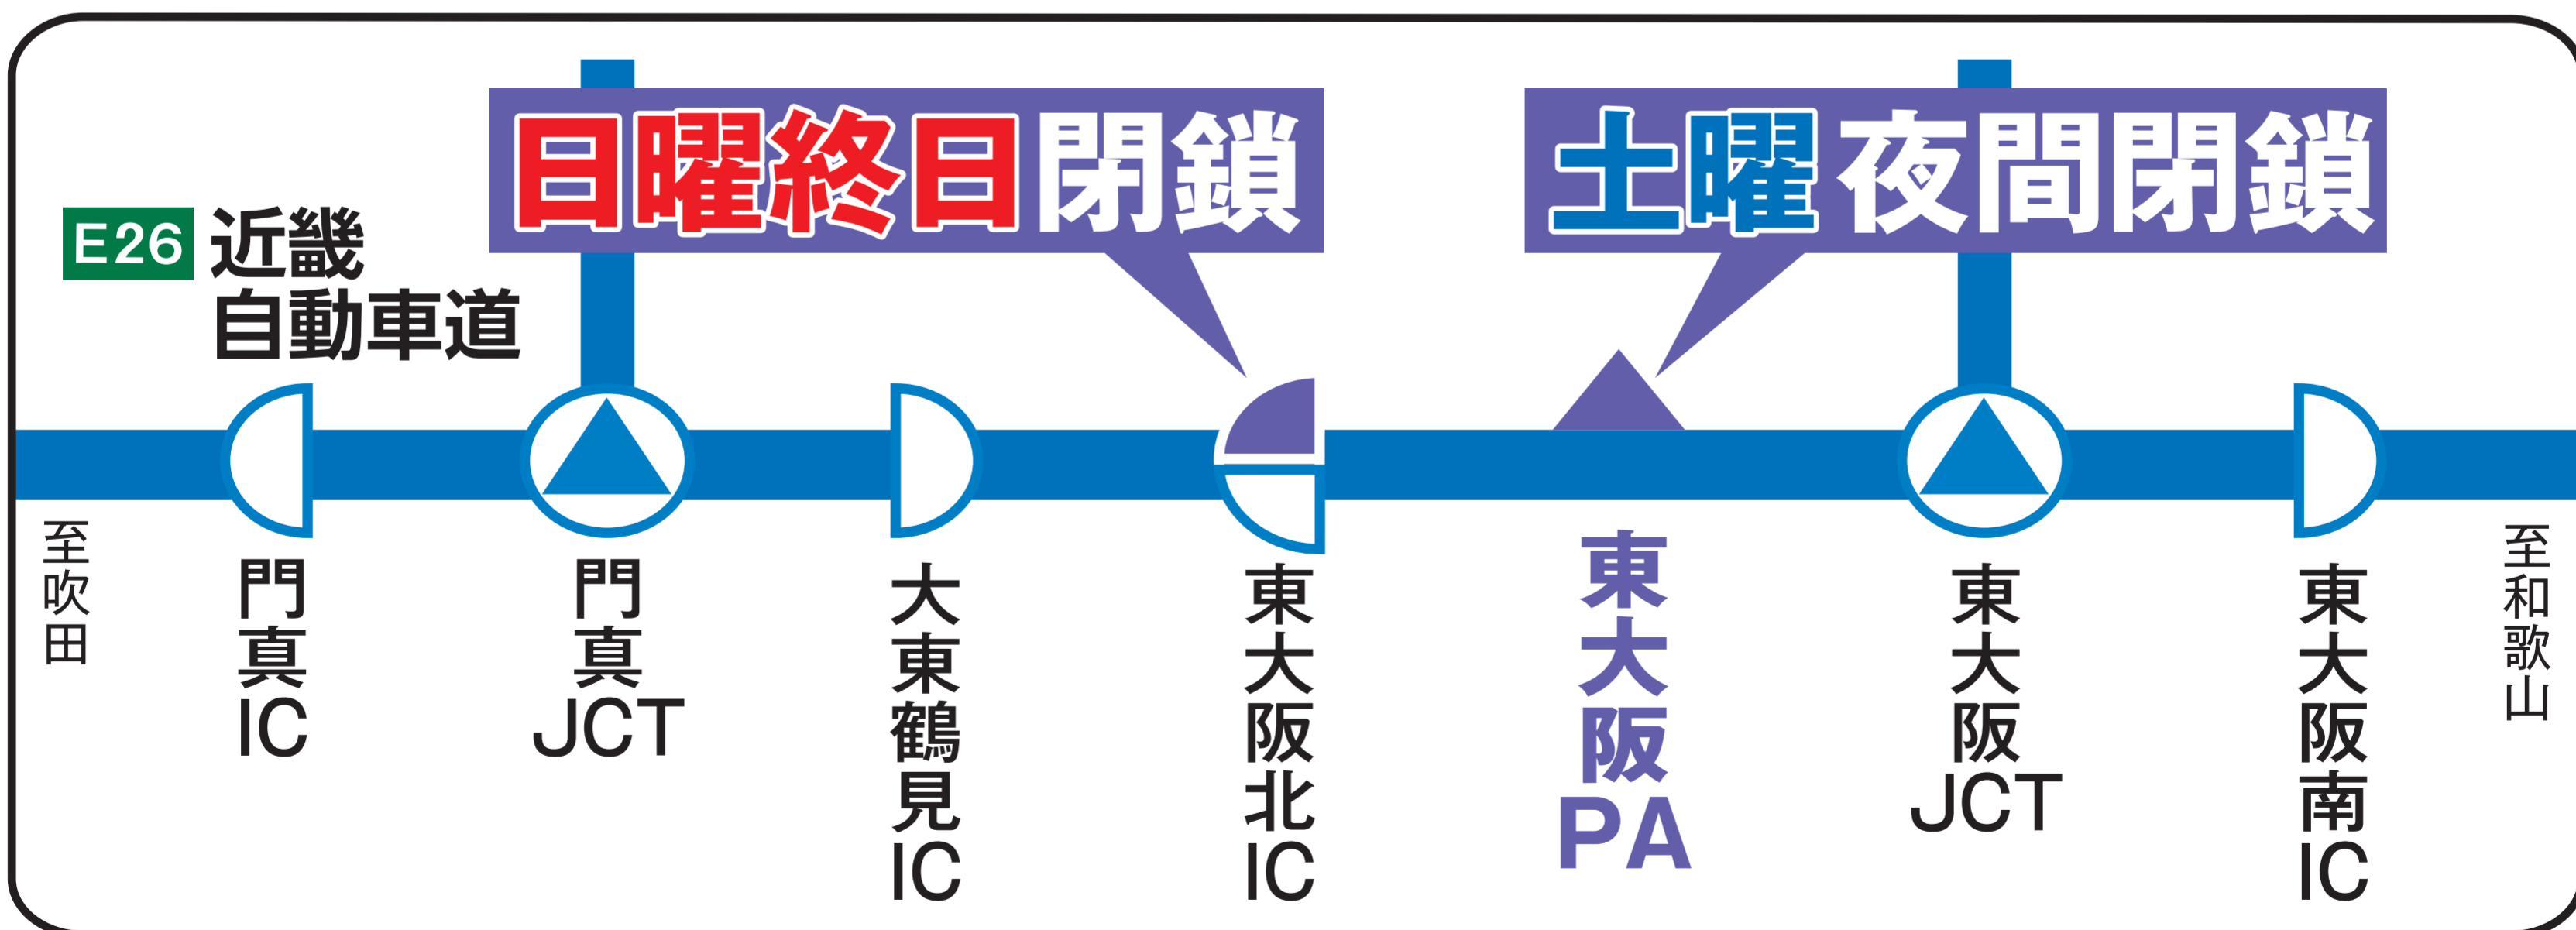 日曜終日閉鎖
土曜夜間閉鎖
E26 近畿
自動車道
至吹田
門真IC
門真JCT
大東鶴見IC
東大阪北IC
東大阪PA
東大阪JCT
東大阪南IC
至和歌山